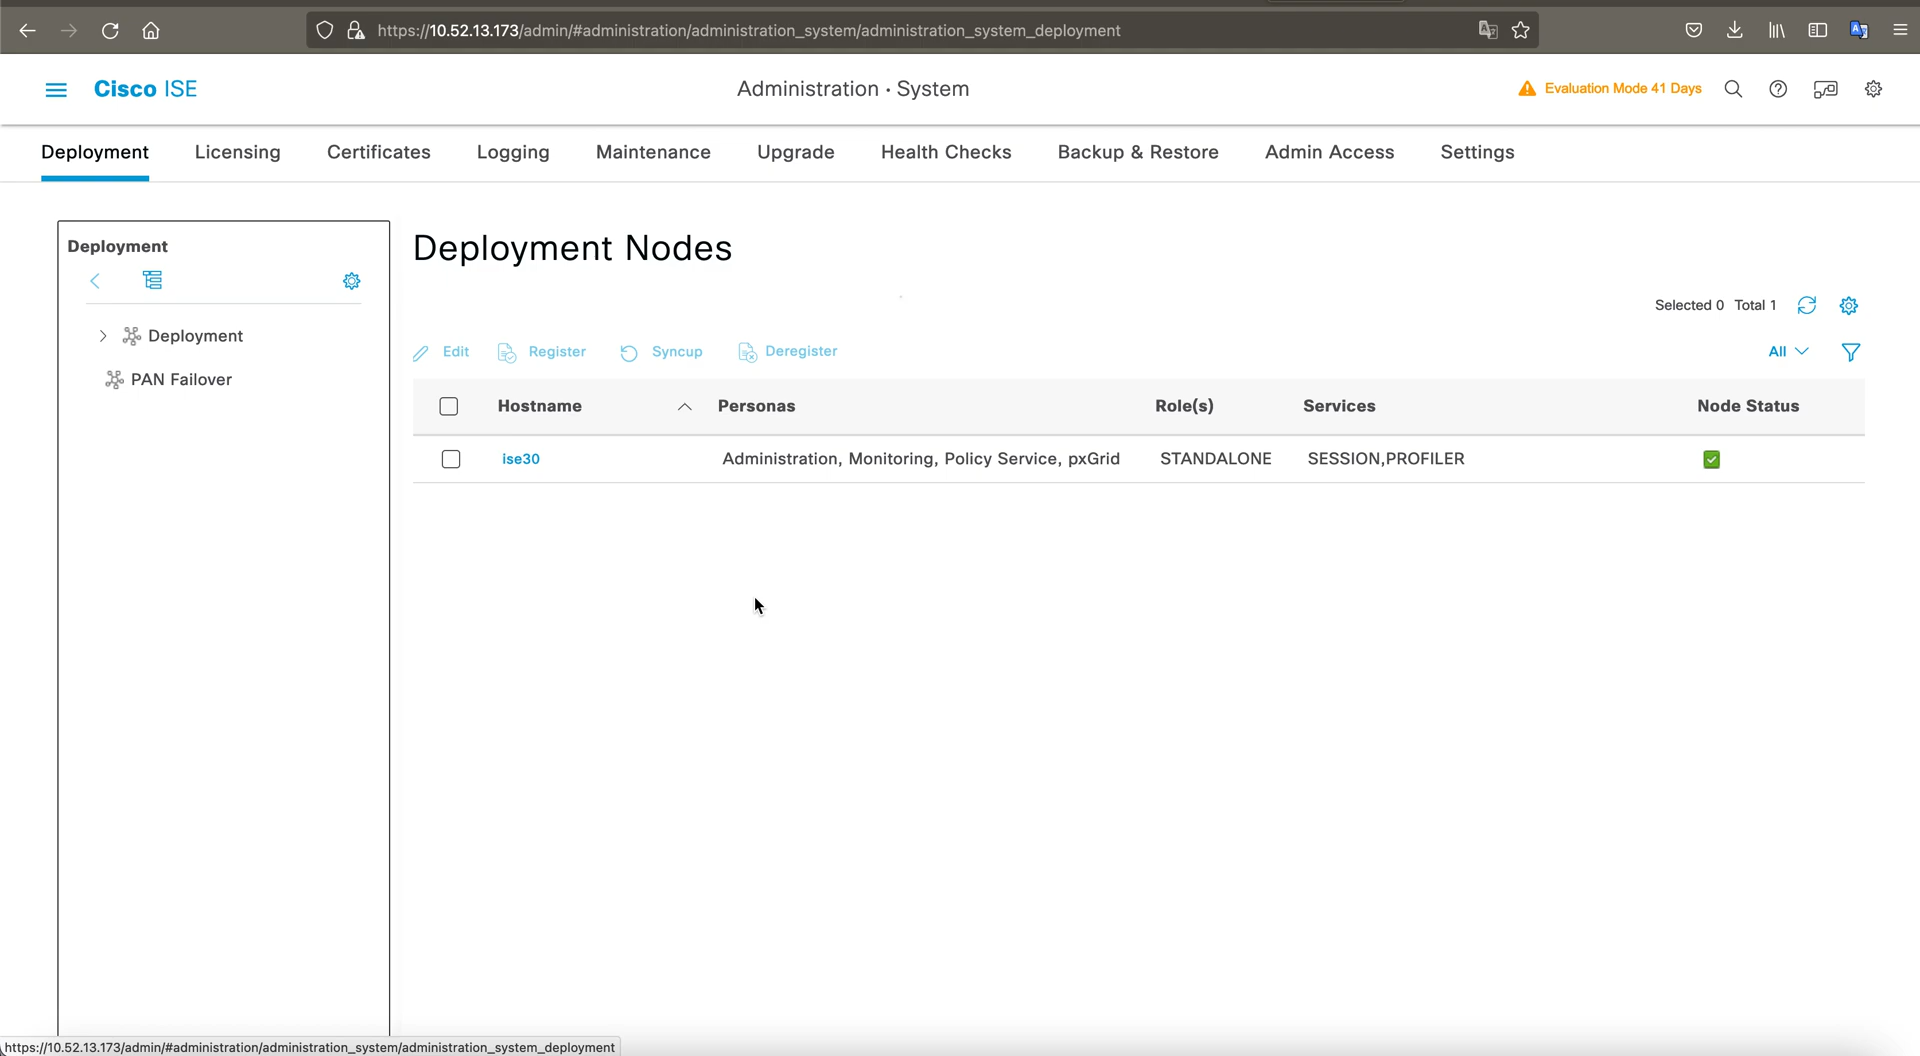 https://10.52.13.173/admin/#administration/administration_system/administration_system_deployment
Cisco ISE
Administration · System
Evaluation Mode 41 Days
Deployment
Licensing
Certificates
Logging
Maintenance
Upgrade
Health Checks
Backup & Restore
Admin Access
Settings
Deployment
Deployment
PAN Failover
Deployment Nodes
Selected 0 Total 1
Edit
Register
Syncup
Deregister
All
Hostname Personas Role(s) Services Node Status
ise30 Administration, Monitoring, Policy Service, pxGrid STANDALONE SESSION,PROFILER
https://10.52.13.173/admin/#administration/administration_system/administration_system_deployment